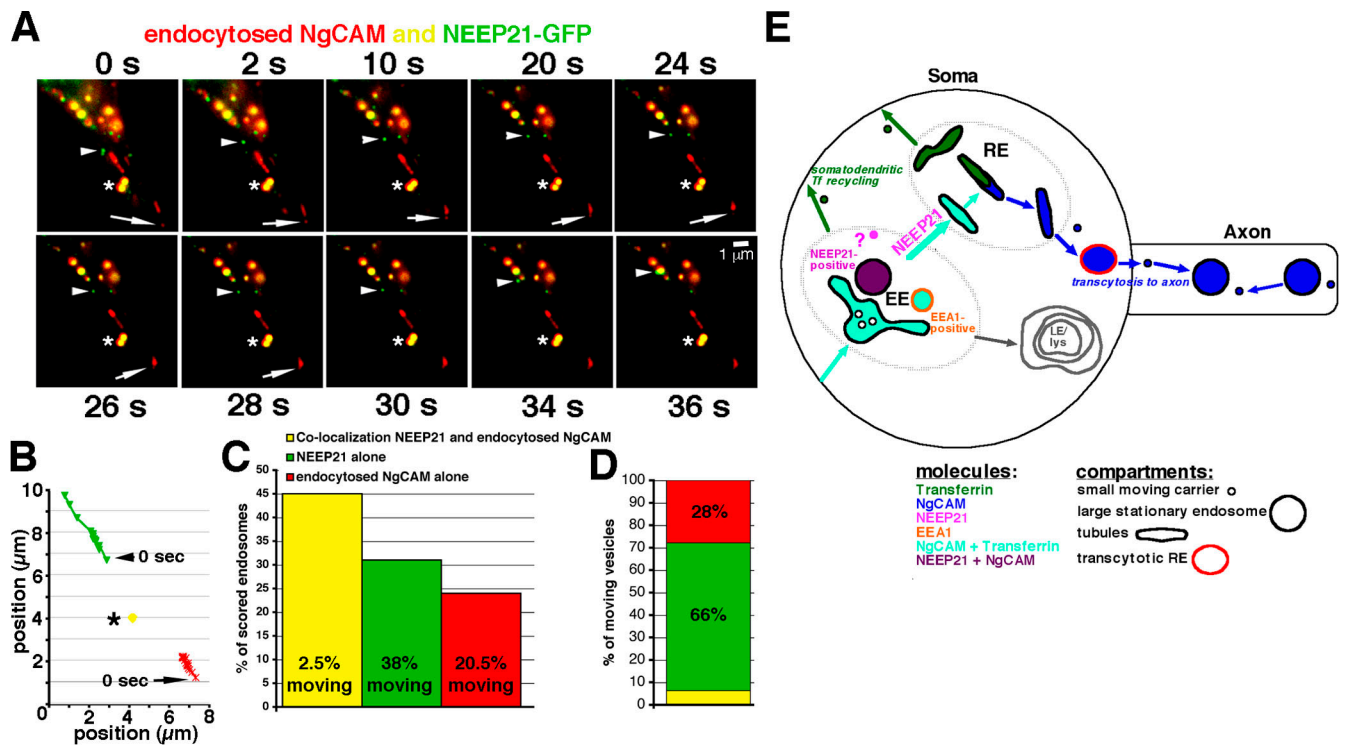 A
endocytosed NgCAM and NEEP21-GFP
0 s 2 s 10 s 20 s 24 s
*
*
*
*
*
1 µm
*
*
*
*
*
26 s 28 s 30 s 34 s 36 s
B
position (µm)
10
8
6
4
2
0
0 sec
*
0 sec
0 2 4 6 8
position (µm)
C
Co-localization NEEP21 and endocytosed NgCAM
NEEP21 alone
endocytosed NgCAM alone
% of scored endosomes
50
45
40
35
30
25
20
15
10
5
0
2.5%
moving
38%
moving
20.5%
moving
D
% of moving vesicles
100
90
80
70
60
50
40
30
20
10
0
28%
66%
E
Soma
RE
somatodendritic
Tf recycling
NEEP21
?
NEEP21-
positive
EE
EEA1-
positive
transcytosis to axon
LE/
lys
Axon
molecules:
Transferrin
NgCAM
NEEP21
EEA1
NgCAM + Transferrin
NEEP21 + NgCAM
compartments:
small moving carrier
large stationary endosome
tubules
transcytotic RE